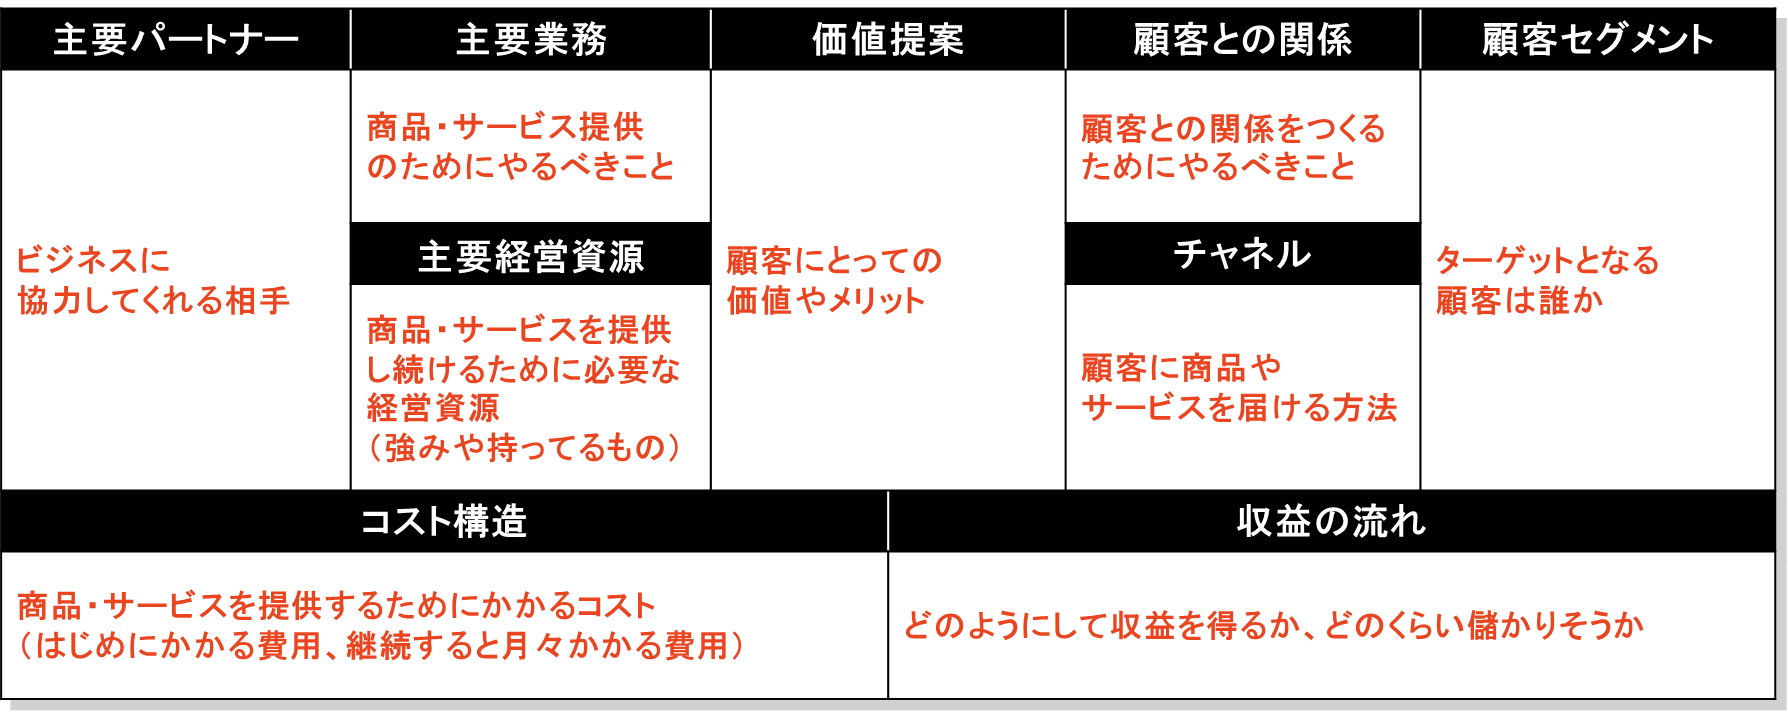 主要パートナー
ビジネスに
協力してくれる相手
主要業務
商品・サービス提供
のためにやるべきこと
主要経営資源
商品・サービスを提供
し続けるために必要な
経営資源
（強みや持ってるもの）
価値提案
顧客にとっての
価値やメリット
顧客との関係
顧客との関係をつくる
ためにやるべきこと
チャネル
顧客に商品や
サービスを届ける方法
顧客セグメント
ターゲットとなる
顧客は誰か
コスト構造
商品・サービスを提供するためにかかるコスト
（はじめにかかる費用、継続すると月々かかる費用）
収益の流れ
どのようにして収益を得るか、どのくらい儲かりそうか